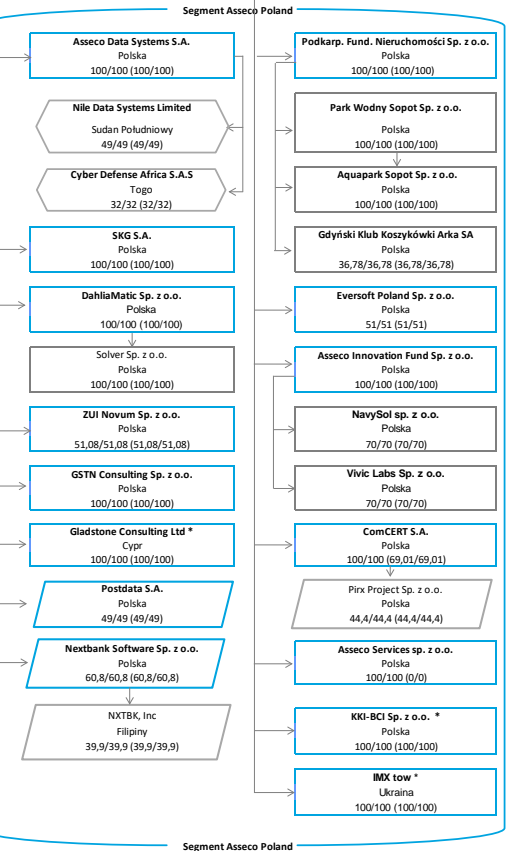 Segment Asseco Poland
Asseco Data Systems S.A.
Polska
100/100 (100/100)
Nile Data Systems Limited
Sudan Południowy
49/49 (49/49)
Cyber Defense Africa S.A.S
Togo
32/32 (32/32)
SKG S.A.
Polska
100/100 (100/100)
DahliaMatic Sp. z o.o.
Polska
100/100 (100/100)
Solver Sp. z o.o.
Polska
100/100 (100/100)
ZUI Novum Sp. z o.o.
Polska
51,08/51,08 (51,08/51,08)
GSTN Consulting Sp. z o.o.
Polska
100/100 (100/100)
Gladstone Consulting Ltd *
Cypr
100/100 (100/100)
Postdata S.A.
Polska
49/49 (49/49)
Nextbank Software Sp. z o.o.
Polska
60,8/60,8 (60,8/60,8)
NXTBK, Inc
Filipiny
39,9/39,9 (39,9/39,9)
Podkarp. Fund. Nieruchomości Sp. z o.o.
Polska
100/100 (100/100)
Park Wodny Sopot Sp. z o.o.
Polska
100/100 (100/100)
Aquapark Sopot Sp. z o.o.
Polska
100/100 (100/100)
Gdyński Klub Koszykówki Arka SA
Polska
36,78/36,78 (36,78/36,78)
Eversoft Poland Sp. z o.o.
Polska
51/51 (51/51)
Asseco Innovation Fund Sp. z o.o.
Polska
100/100 (100/100)
NavySol sp. z o.o.
Polska
70/70 (70/70)
Vivic Labs Sp. z o.o.
Polska
70/70 (70/70)
ComCERT S.A.
Polska
100/100 (69,01/69,01)
Pirx Project Sp. z o.o.
Polska
44,4/44,4 (44,4/44,4)
Asseco Services sp. z o.o.
Polska
100/100 (0/0)
KKI-BCI Sp. z o.o. *
Polska
100/100 (100/100)
IMX tow *
Ukraina
100/100 (100/100)
Segment Asseco Poland